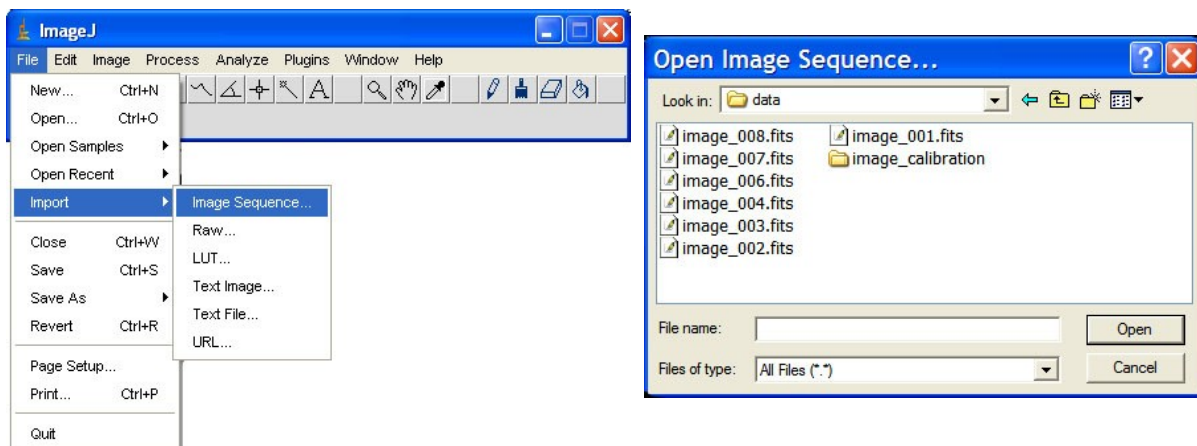 ImageJ
File Edit Image Process Analyze Plugins Window Help
New... Ctrl+N
Open... Ctrl+O
Open Samples
Open Recent
Import
Close Ctrl+W
Save Ctrl+S
Save As
Revert Ctrl+R
Page Setup...
Print... Ctrl+P
Quit
Image Sequence...
Raw...
LUT...
Text Image...
Text File...
URL...
Open Image Sequence...
Look in: data
image_008.fits
image_007.fits
image_006.fits
image_004.fits
image_003.fits
image_002.fits
image_001.fits
image_calibration
File name:
Open
Files of type: All Files (*.*)
Cancel